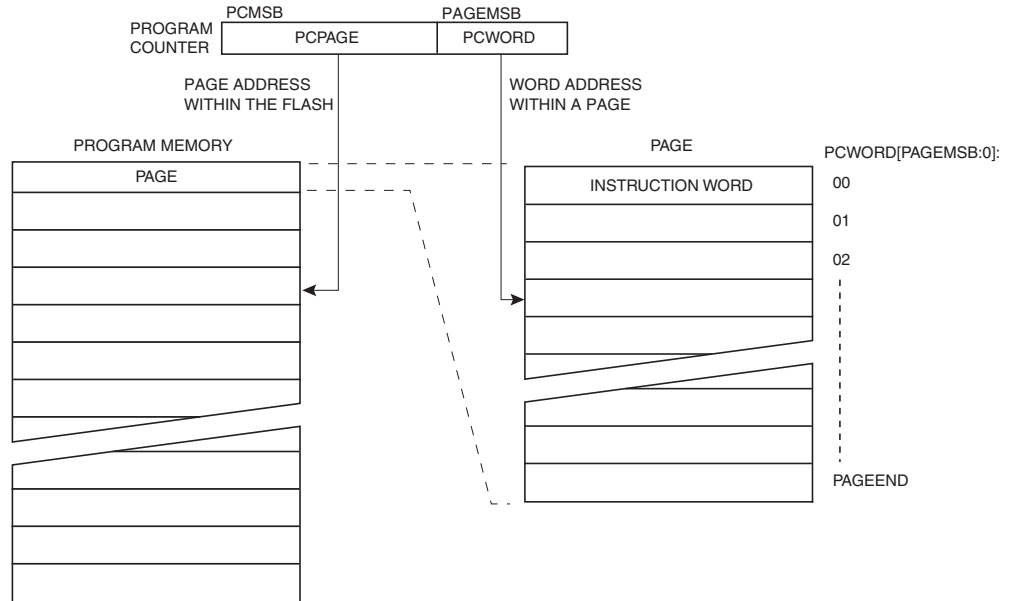 PCMSB
PAGEMSB
PROGRAM
COUNTER
PCPAGE
PCWORD
PAGE ADDRESS
WITHIN THE FLASH
WORD ADDRESS
WITHIN A PAGE
PROGRAM MEMORY
PAGE
PAGE
PCWORD[PAGEMSB:0]:
INSTRUCTION WORD
00
01
02
PAGEEND